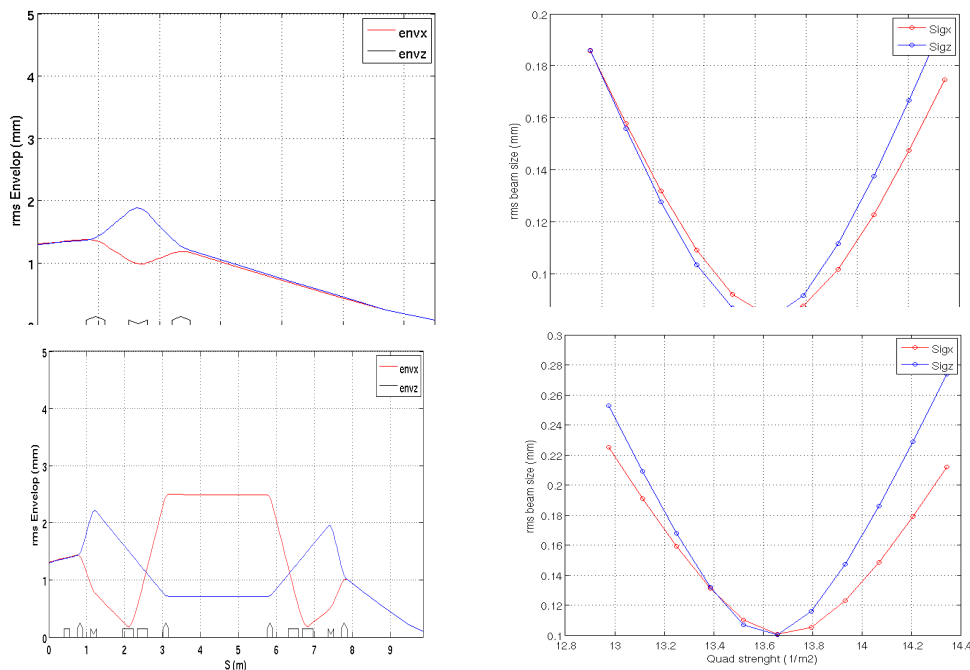 5
4
3
2
1
rms Envelop (mm)
envx
envz
0.2
0.18
0.16
0.14
0.12
0.1
rms beam size (mm)
Sigx
Sigz
5
4
3
2
1
0
rms Envelop (mm)
envx
envz
0 1 2 3 4 5 6 7 8 9
S(m)
0.3
0.28
0.26
0.24
0.22
0.2
0.18
0.16
0.14
0.12
0.1
rms beam size (mm)
Sigx
Sigz
12.8 13 13.2 13.4 13.6 13.8 14 14.2 14.4
Quad strenght (1/m2)